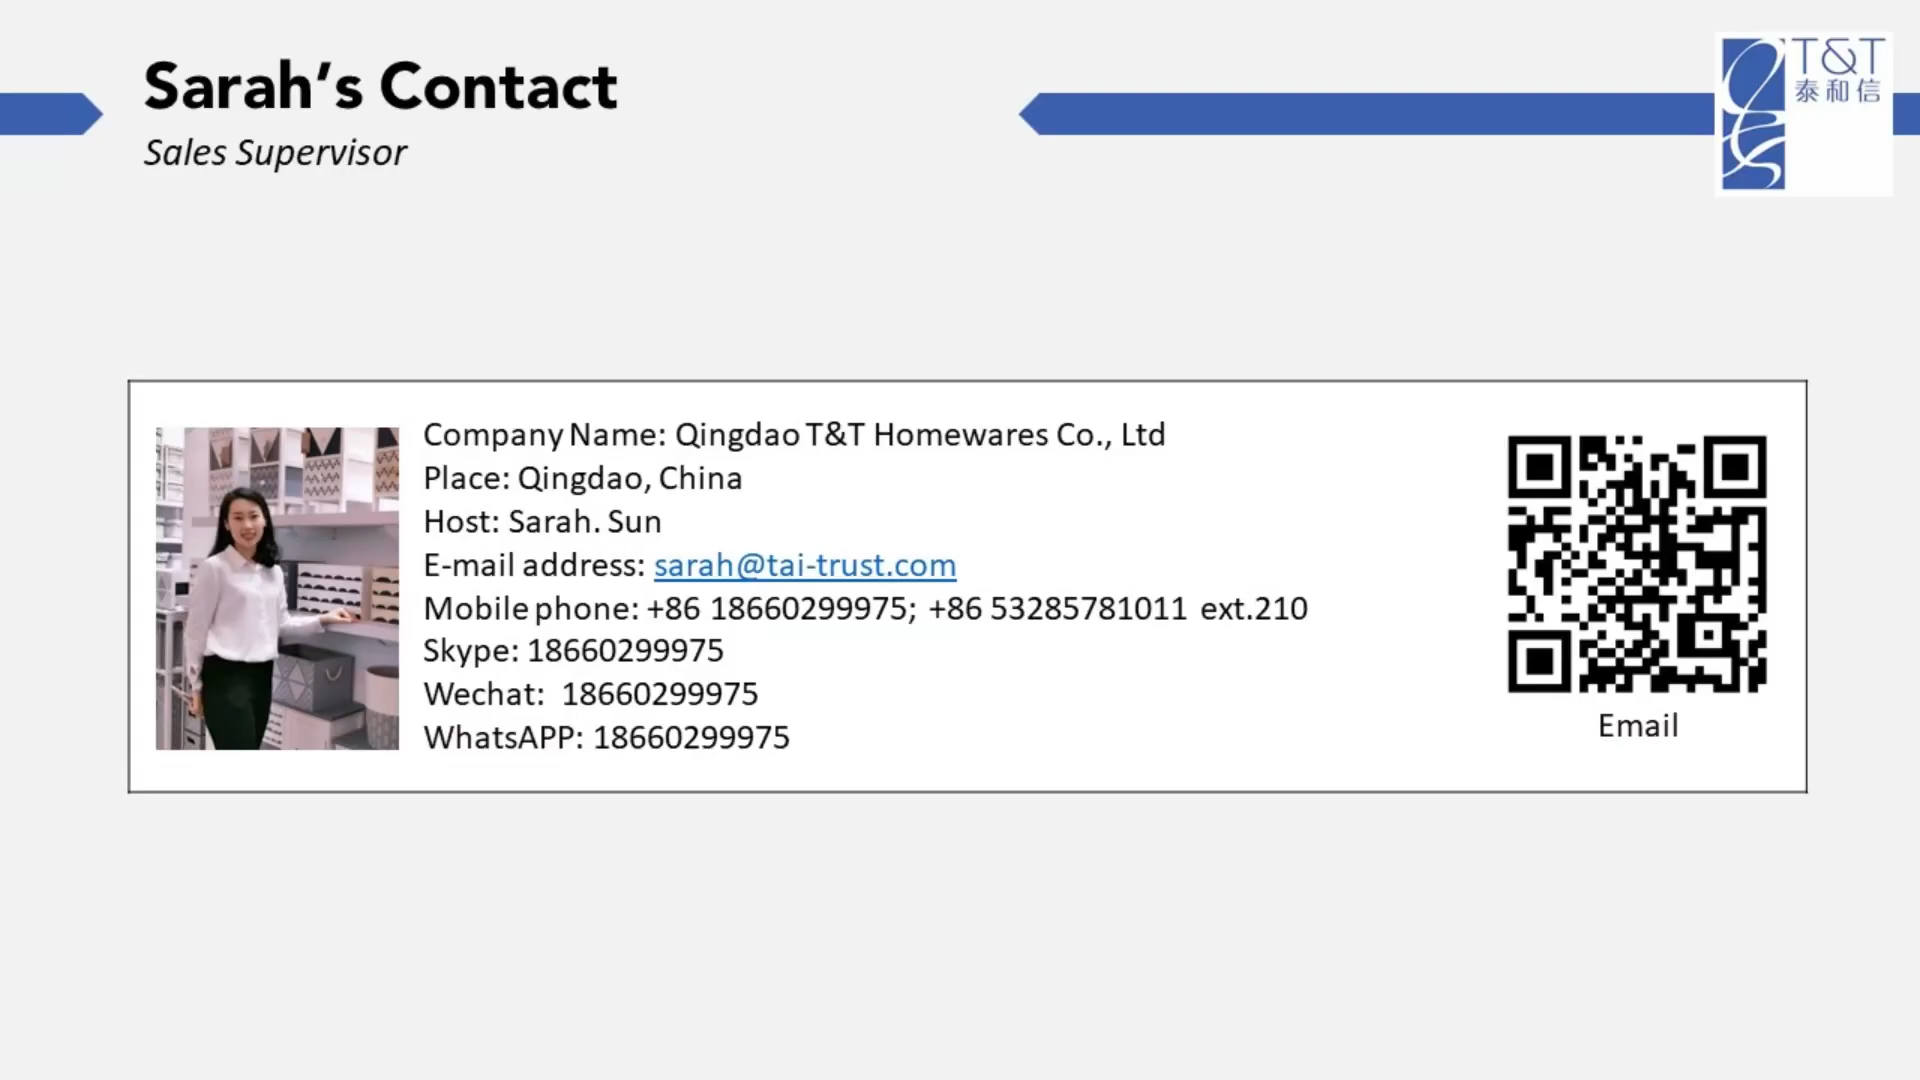 Sarah’s Contact
Sales Supervisor
T&T
泰和信
Company Name: Qingdao T&T Homewares Co., Ltd
Place: Qingdao, China
Host: Sarah. Sun
E-mail address: sarah@tai-trust.com
Mobile phone: +86 18660299975; +86 53285781011 ext.210
Skype: 18660299975
Wechat: 18660299975
WhatsAPP: 18660299975
Email